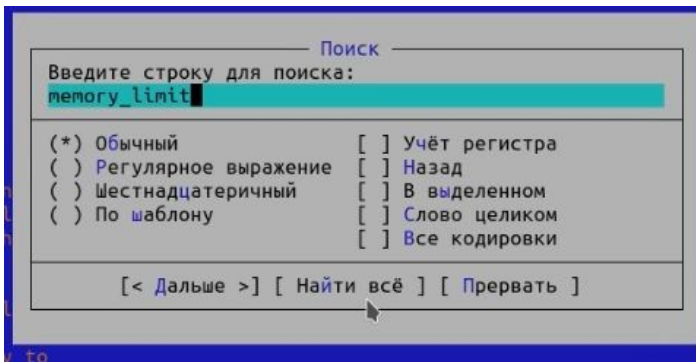 Поиск
Введите строку для поиска:
memory_limit
(*) Обычный [ ] Учёт регистра
( ) Регулярное выражение [ ] Назад
( ) Шестнадцатеричный [ ] В выделенном
( ) По шаблону [ ] Слово целиком
[ ] Все кодировки
[< Дальше >] [ Найти всё ] [ Прервать ]
y to